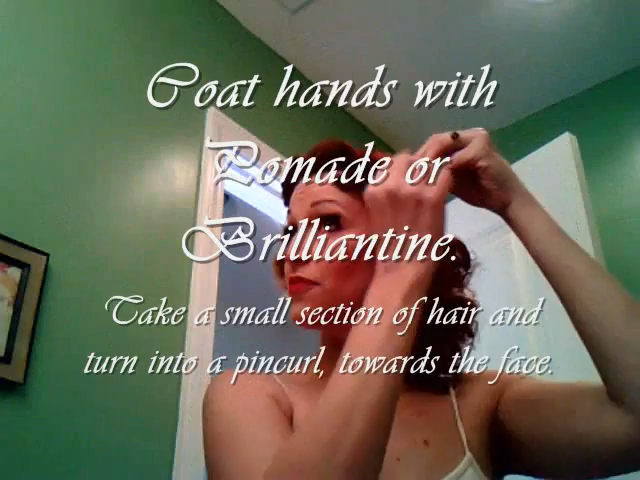 Coat hands with
Pomade or
Brilliantine.
Take a small section of hair and
turn into a pincurl, towards the face.